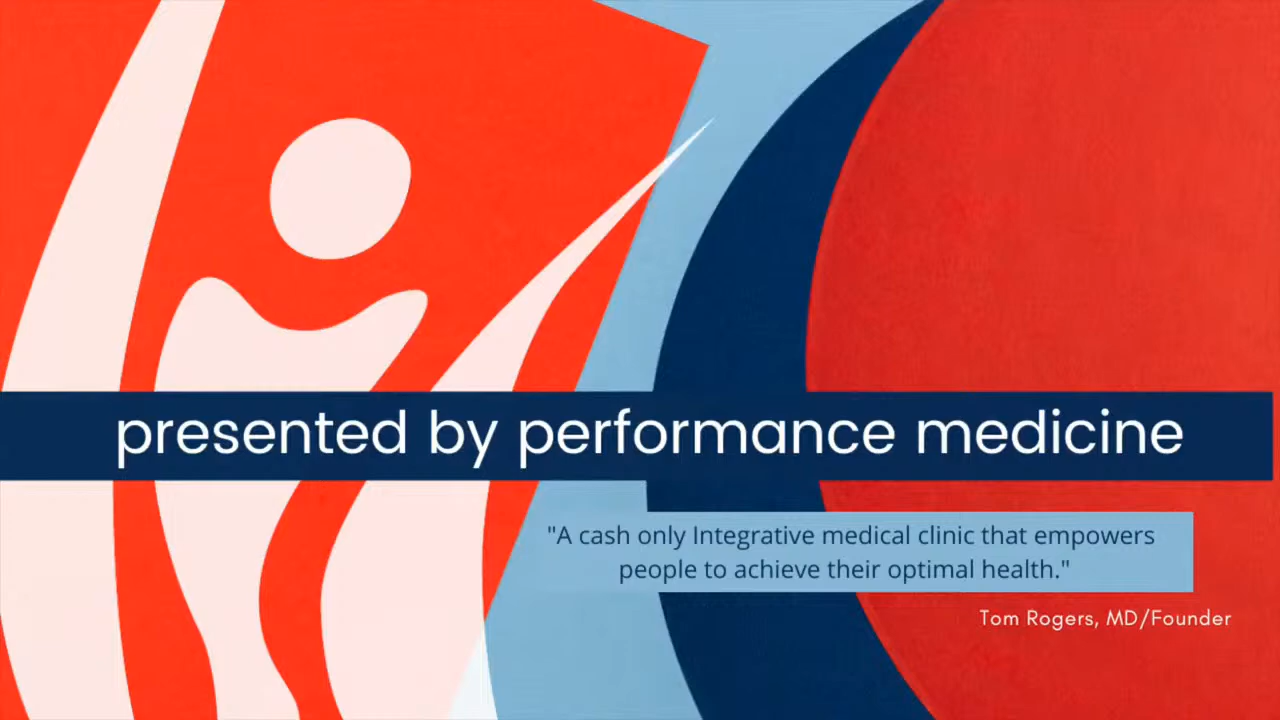 presented by performance medicine
"A cash only Integrative medical clinic that empowers
people to achieve their optimal health."
Tom Rogers, MD/Founder